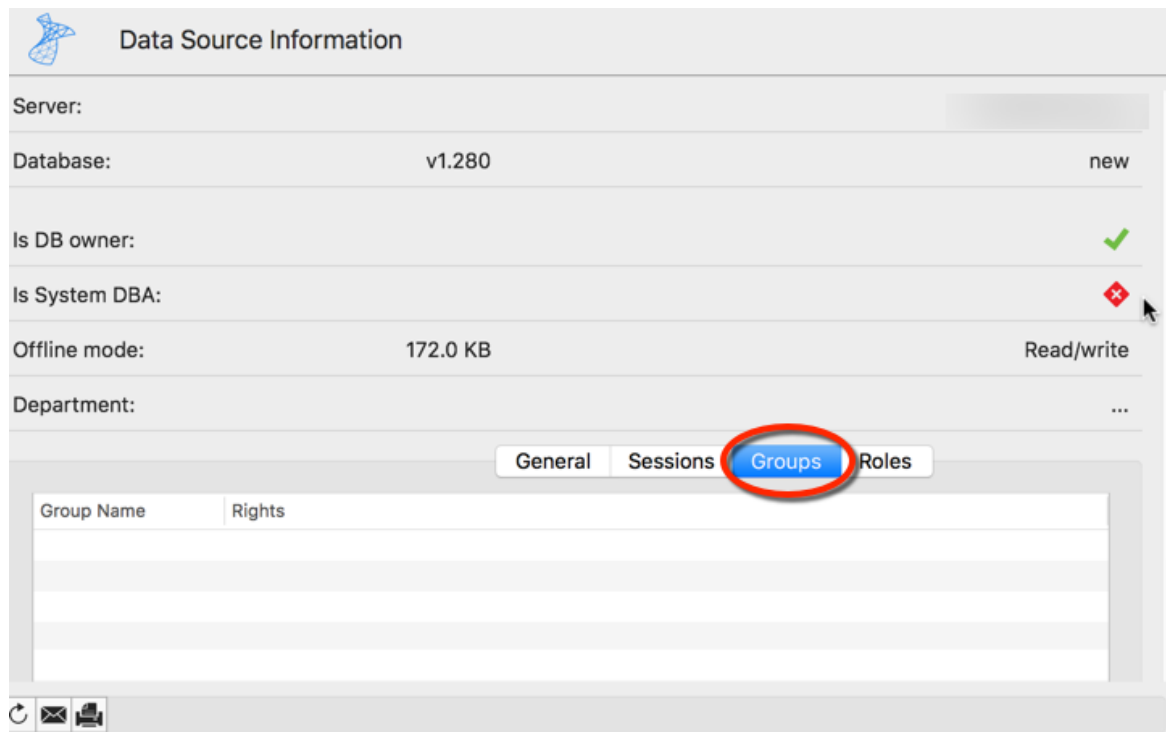 Data Source Information
Server:
Database: v1.280 new
Is DB owner:
Is System DBA:
Offline mode: 172.0 KB Read/write
Department: ...
General Sessions Groups Roles
Group Name Rights